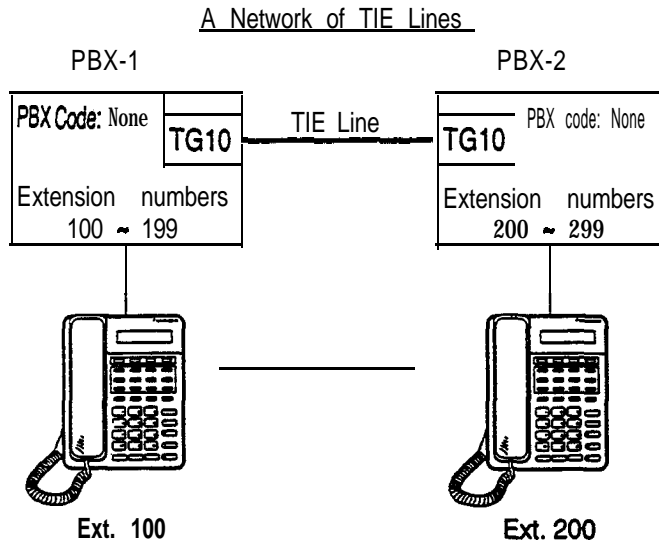 A Network of TIE Lines
PBX-1
PBX-2
PBX Code: None
TG10
TIE Line
TG10
PBX code: None
Extension numbers
100 ~ 199
Extension numbers
200 ~ 299
Ext. 100
Ext. 200